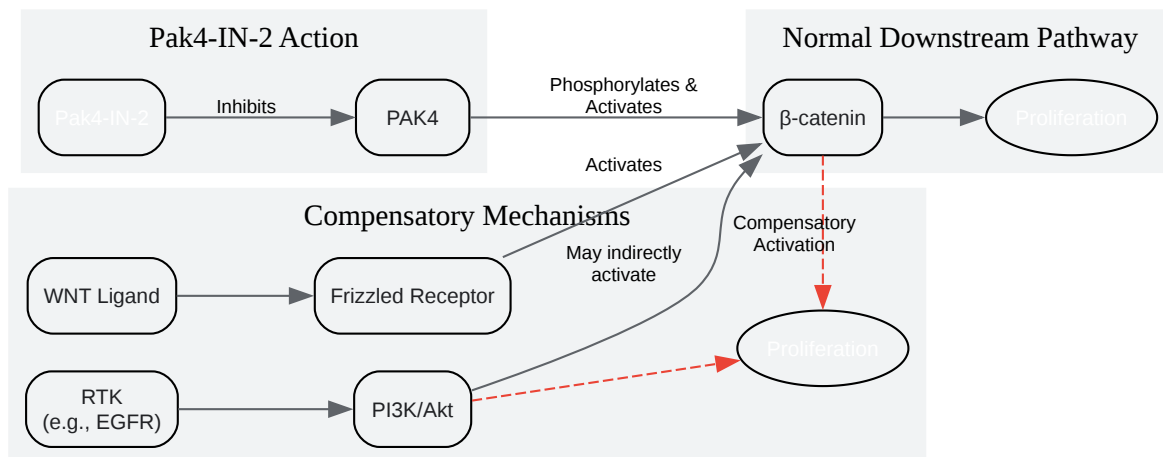 Pak4-IN-2 Action
Normal Downstream Pathway
Pak4-IN-2
Inhibits
PAK4
Phosphorylates &
Activates
β-catenin
Proliferation
Activates
Compensatory Mechanisms
May indirectly
activate
Compensatory
Activation
WNT Ligand
Frizzled Receptor
Proliferation
RTK
(e.g., EGFR)
PI3K/Akt